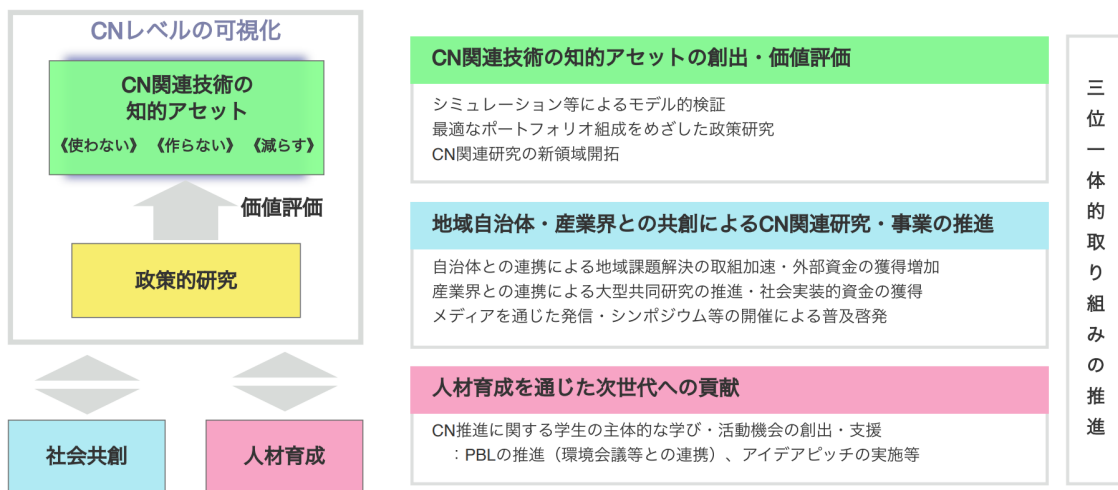 CNレベルの可視化
CN関連技術の
知的アセット
《使わない》 《作らない》 《減らす》
価値評価
政策的研究
社会共創
人材育成
CN関連技術の知的アセットの創出・価値評価
シミュレーション等によるモデル的検証
最適なポートフォリオ組成をめざした政策研究
CN関連研究の新領域開拓
地域自治体・産業界との共創によるCN関連研究・事業の推進
自治体との連携による地域課題解決の取組加速・外部資金の獲得増加
産業界との連携による大型共同研究の推進・社会実装的資金の獲得
メディアを通じた発信・シンポジウム等の開催による普及啓発
人材育成を通じた次世代への貢献
CN推進に関する学生の主体的な学び・活動機会の創出・支援
：PBLの推進（環境会議等との連携）、アイデアピッチの実施等
三位一体的取り組みの推進